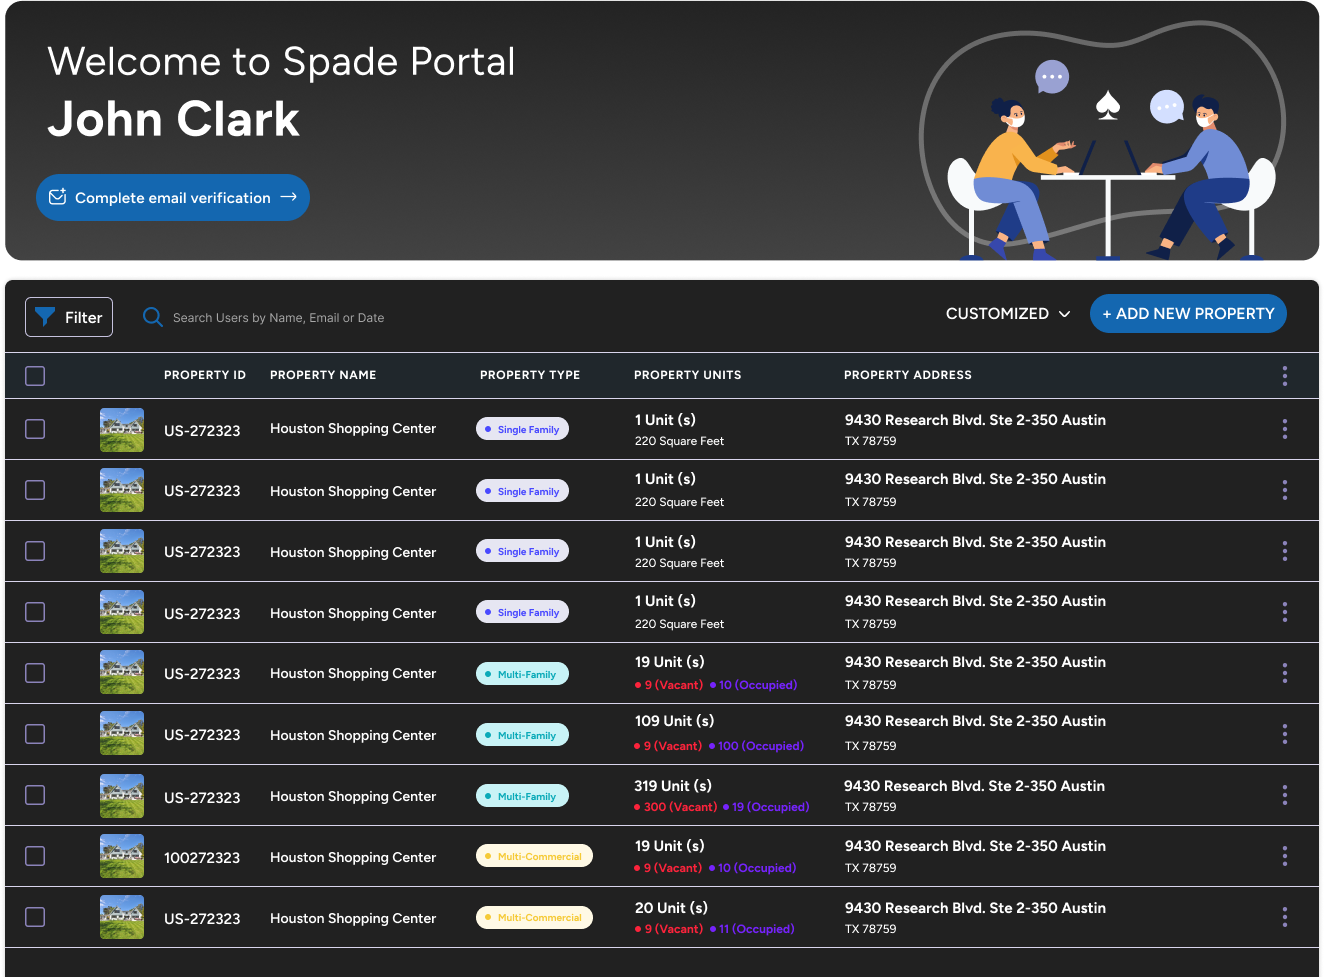 Welcome to Spade Portal
John Clark
Complete email verification
Filter
Search Users by Name, Email or Date
CUSTOMIZED
+ ADD NEW PROPERTY
PROPERTY ID PROPERTY NAME PROPERTY TYPE PROPERTY UNITS PROPERTY ADDRESS
US-272323 Houston Shopping Center Single Family 1 Unit (s) 9430 Research Blvd. Ste 2-350 Austin
220 Square Feet TX 78759
US-272323 Houston Shopping Center Single Family 1 Unit (s) 9430 Research Blvd. Ste 2-350 Austin
220 Square Feet TX 78759
US-272323 Houston Shopping Center Single Family 1 Unit (s) 9430 Research Blvd. Ste 2-350 Austin
220 Square Feet TX 78759
US-272323 Houston Shopping Center Single Family 1 Unit (s) 9430 Research Blvd. Ste 2-350 Austin
220 Square Feet TX 78759
US-272323 Houston Shopping Center Multi-Family 19 Unit (s) 9430 Research Blvd. Ste 2-350 Austin
9 (Vacant) 10 (Occupied) TX 78759
US-272323 Houston Shopping Center Multi-Family 109 Unit (s) 9430 Research Blvd. Ste 2-350 Austin
9 (Vacant) 100 (Occupied) TX 78759
US-272323 Houston Shopping Center Multi-Family 319 Unit (s) 9430 Research Blvd. Ste 2-350 Austin
300 (Vacant) 19 (Occupied) TX 78759
100272323 Houston Shopping Center Multi-Commercial 19 Unit (s) 9430 Research Blvd. Ste 2-350 Austin
9 (Vacant) 10 (Occupied) TX 78759
US-272323 Houston Shopping Center Multi-Commercial 20 Unit (s) 9430 Research Blvd. Ste 2-350 Austin
9 (Vacant) 11 (Occupied) TX 78759